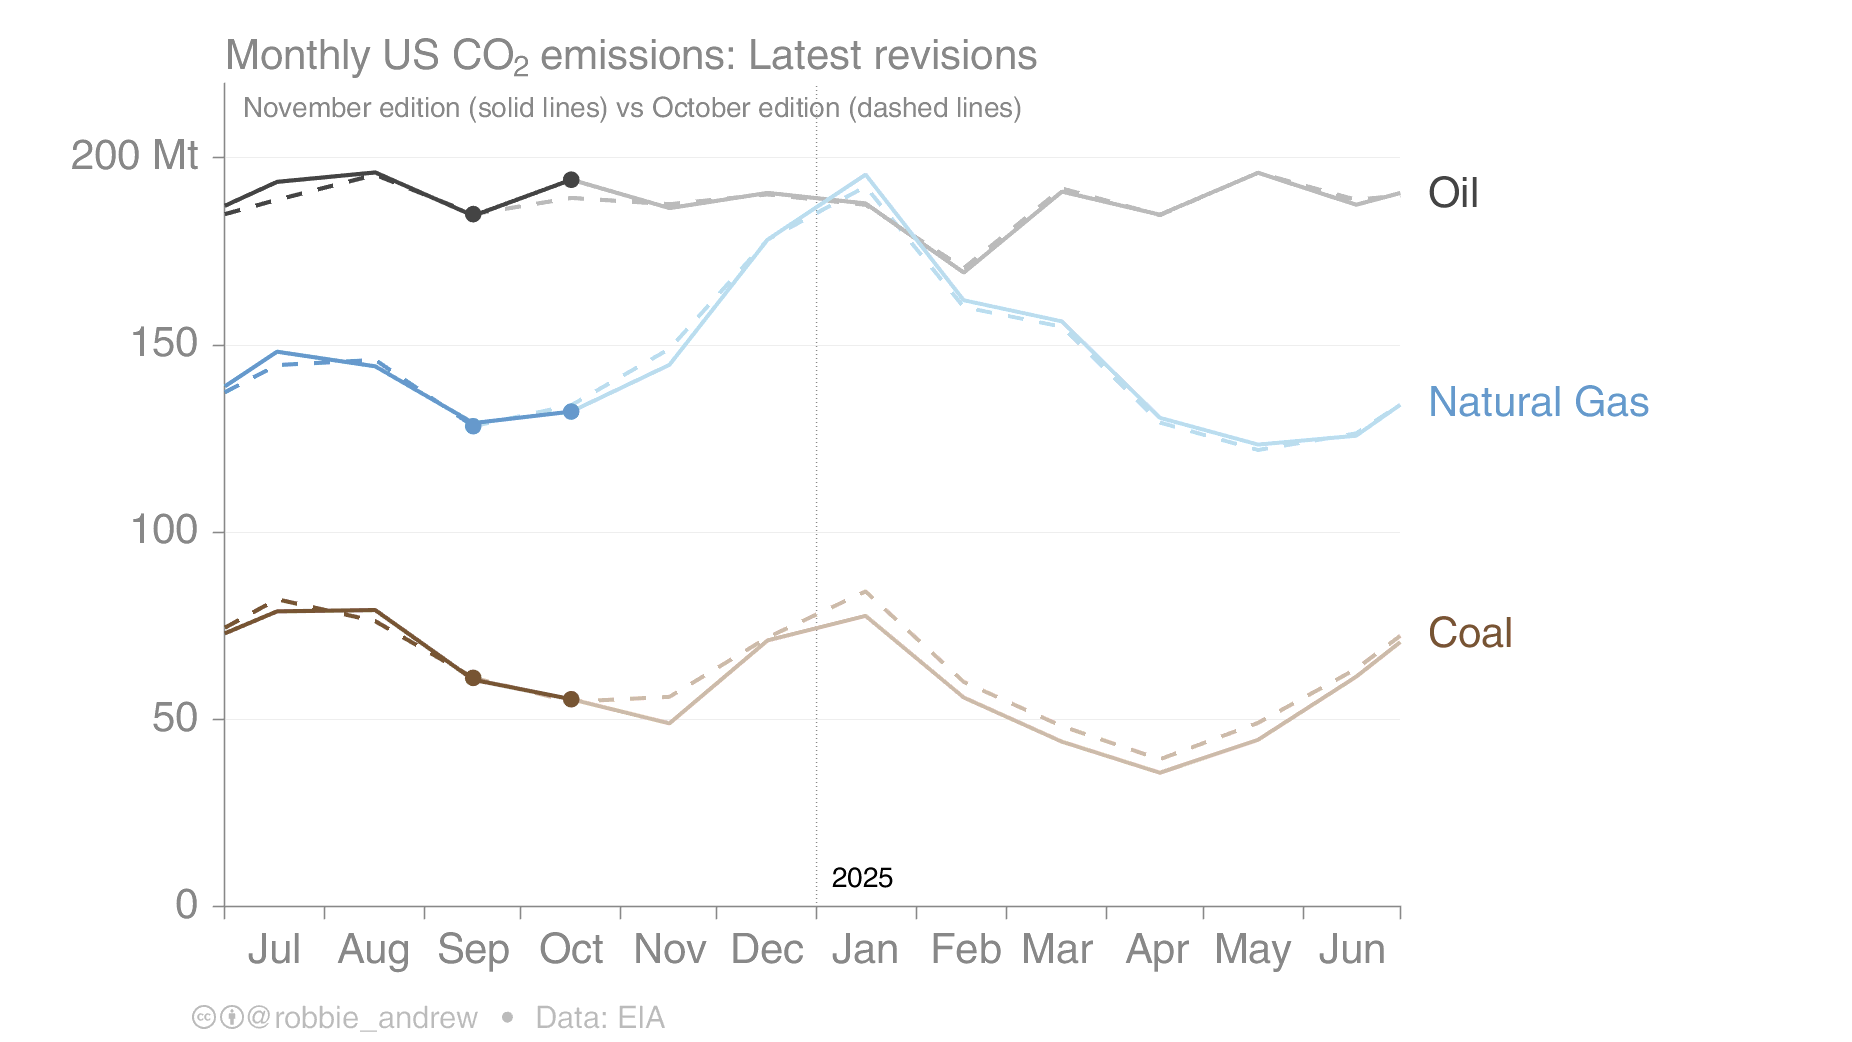 Monthly US CO₂ emissions: Latest revisions
November edition (solid lines) vs October edition (dashed lines)
200 Mt
Oil
150
Natural Gas
100
Coal
50
2025
0
Jul Aug Sep Oct Nov Dec Jan Feb Mar Apr May Jun
cc @robbie_andrew • Data: EIA